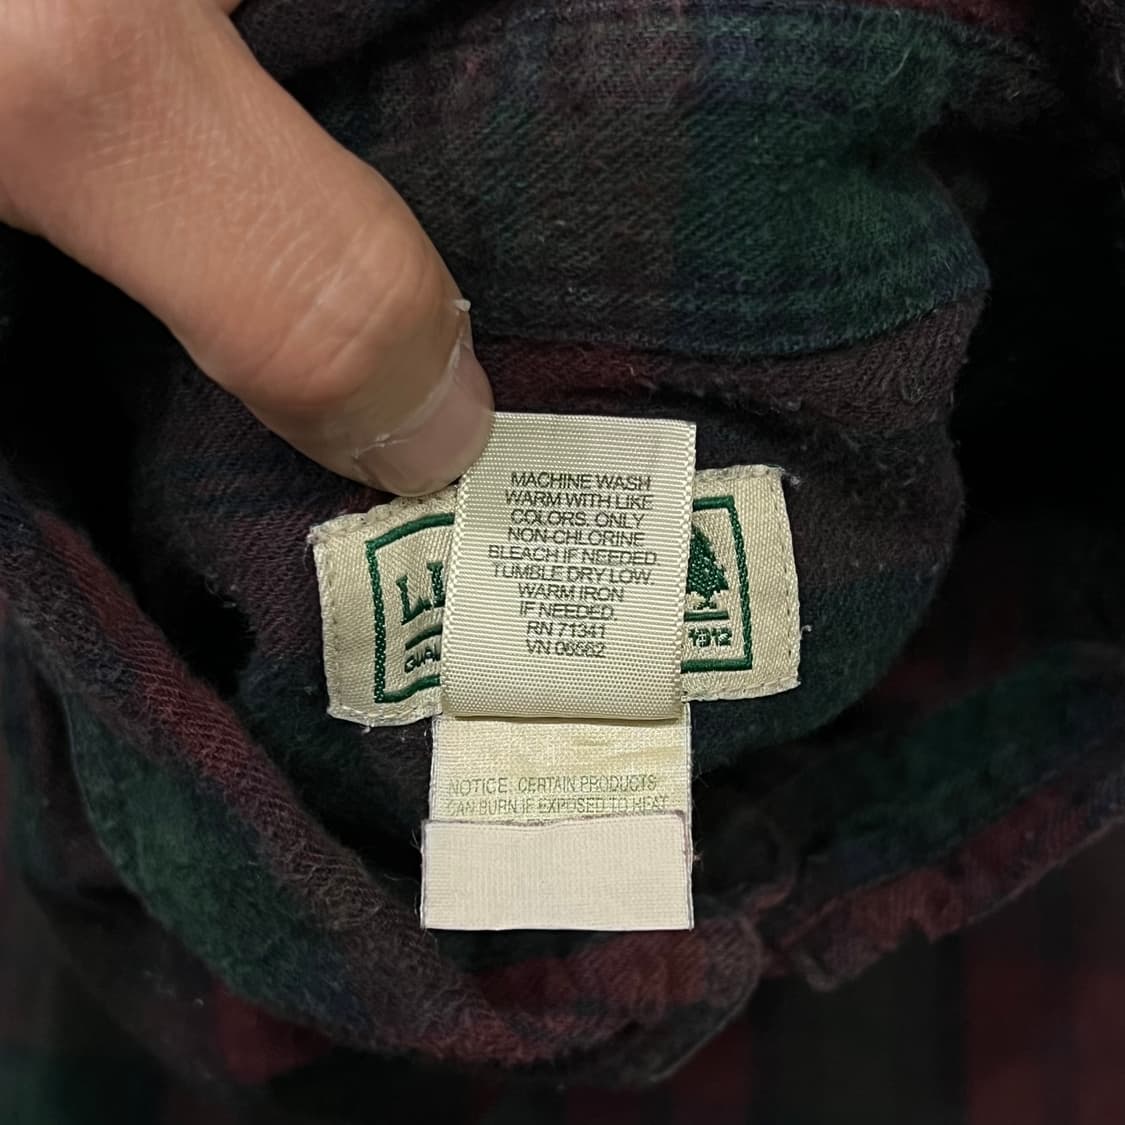 MACHINE WASH
WARM WITH LIKE
COLORS. ONLY
NON-CHLORINE
BLEACH IF NEEDED.
TUMBLE DRY LOW.
WARM IRON
IF NEEDED.
RN 71341
VN 06562
1912
NOTICE: CERTAIN PRODUCTS
CAN BURN IF EXPOSED TO HEAT